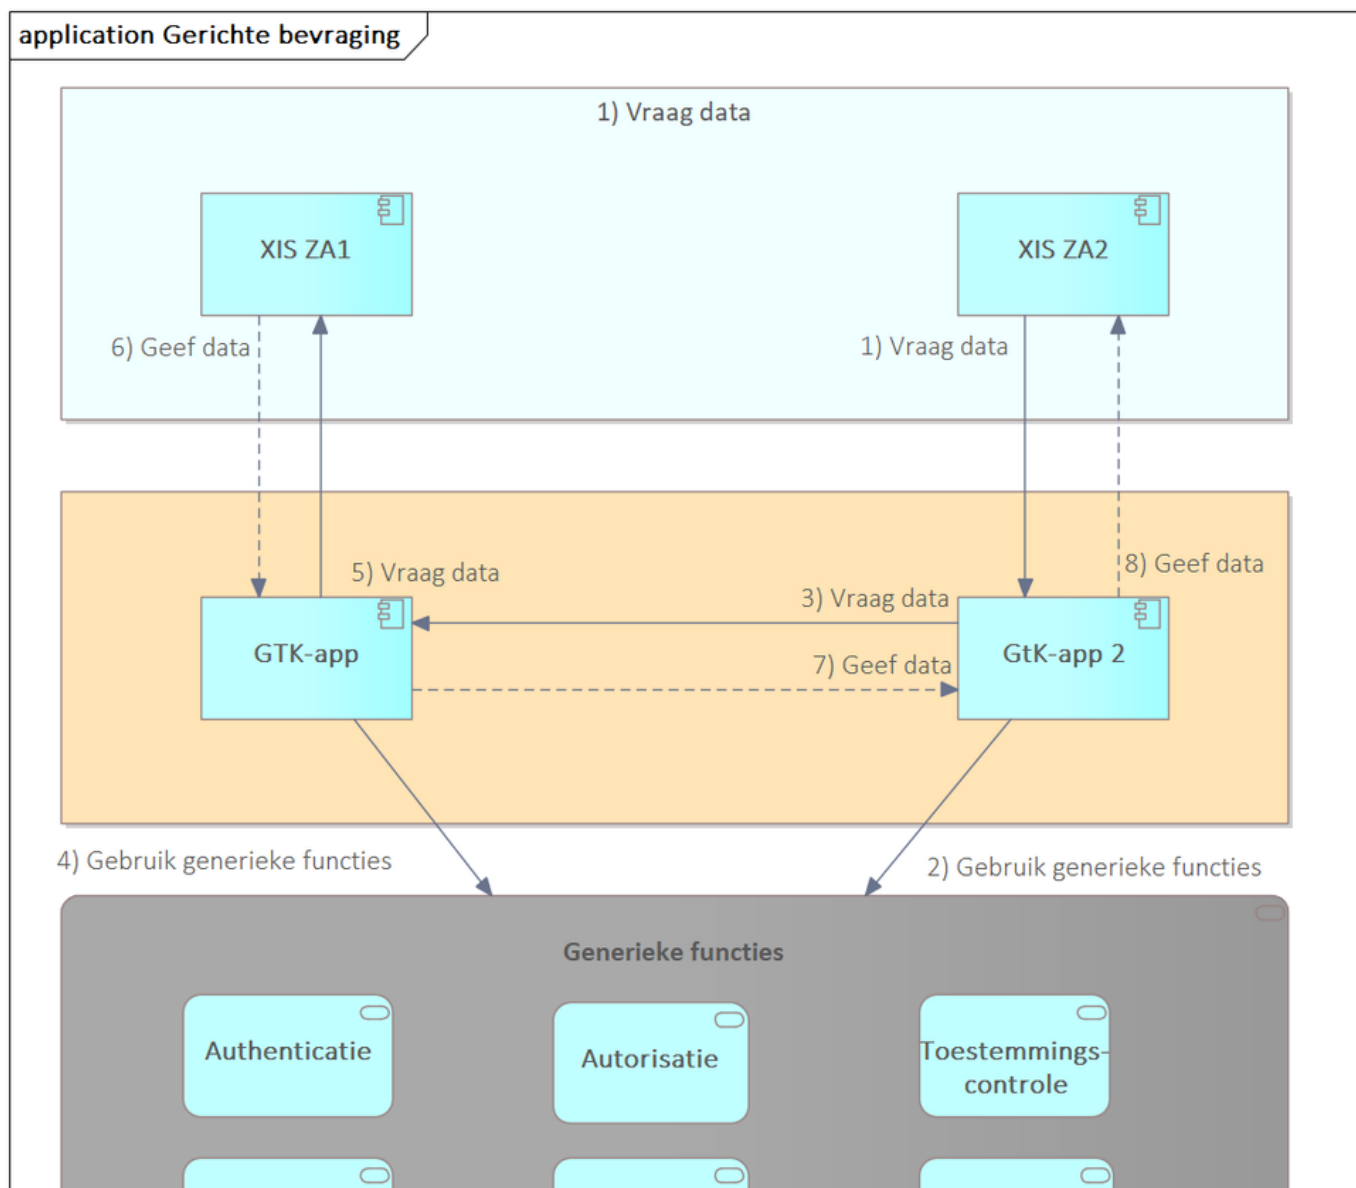 application Gerichte bevraging
1) Vraag data
XIS ZA1
XIS ZA2
6) Geef data
1) Vraag data
5) Vraag data
8) Geef data
3) Vraag data
GTK-app
GtK-app 2
7) Geef data
4) Gebruik generieke functies
2) Gebruik generieke functies
Generieke functies
Authenticatie
Autorisatie
Toestemmings-
controle